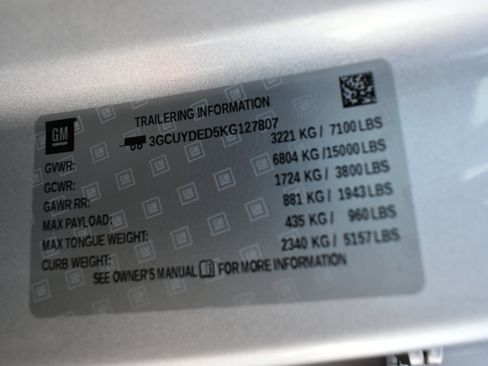 GM
TRAILERING INFORMATION
3GCUYDED5KG127807
GVWR: 3221 KG / 7100 LBS
GCWR: 6804 KG /15000 LBS
GAWR RR: 1724 KG / 3800 LBS
MAX PAYLOAD: 881 KG / 1943 LBS
MAX TONGUE WEIGHT: 435 KG / 960 LBS
CURB WEIGHT: 2340 KG / 5157 LBS
SEE OWNER'S MANUAL FOR MORE INFORMATION